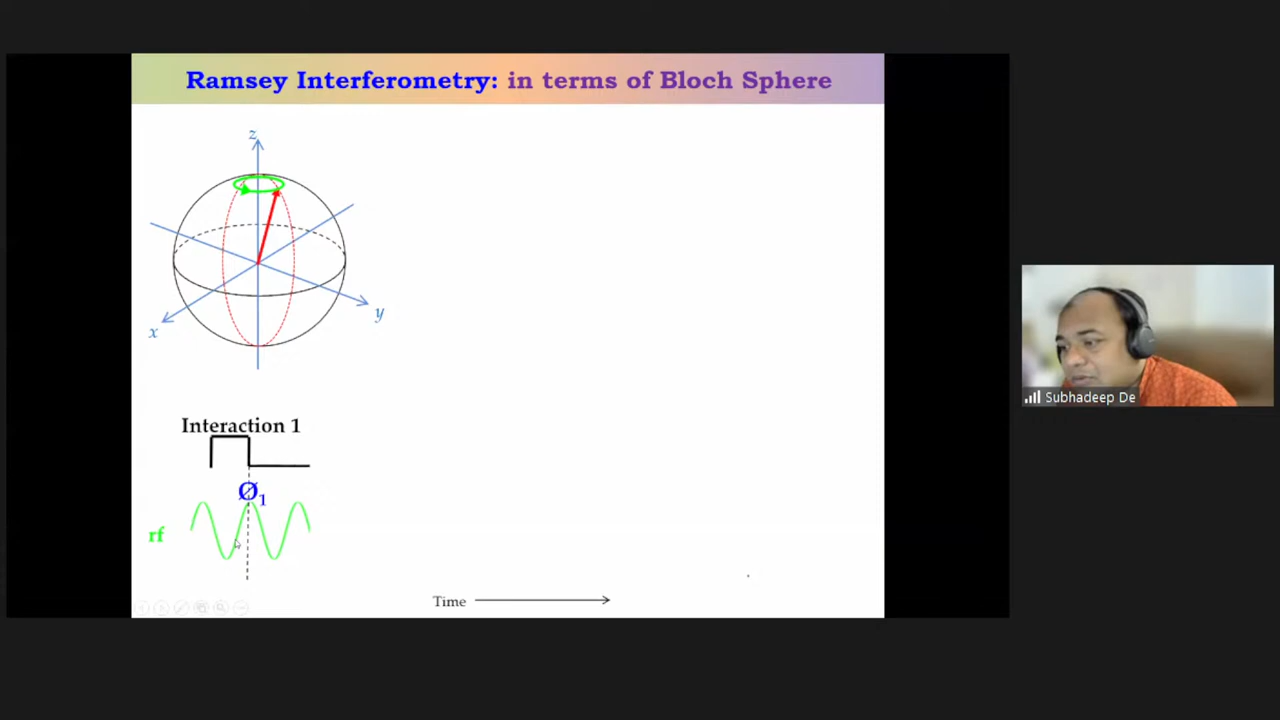 Ramsey Interferometry: in terms of Bloch Sphere
z
y
x
Interaction 1
Ø1
rf
Time
Subhadeep De